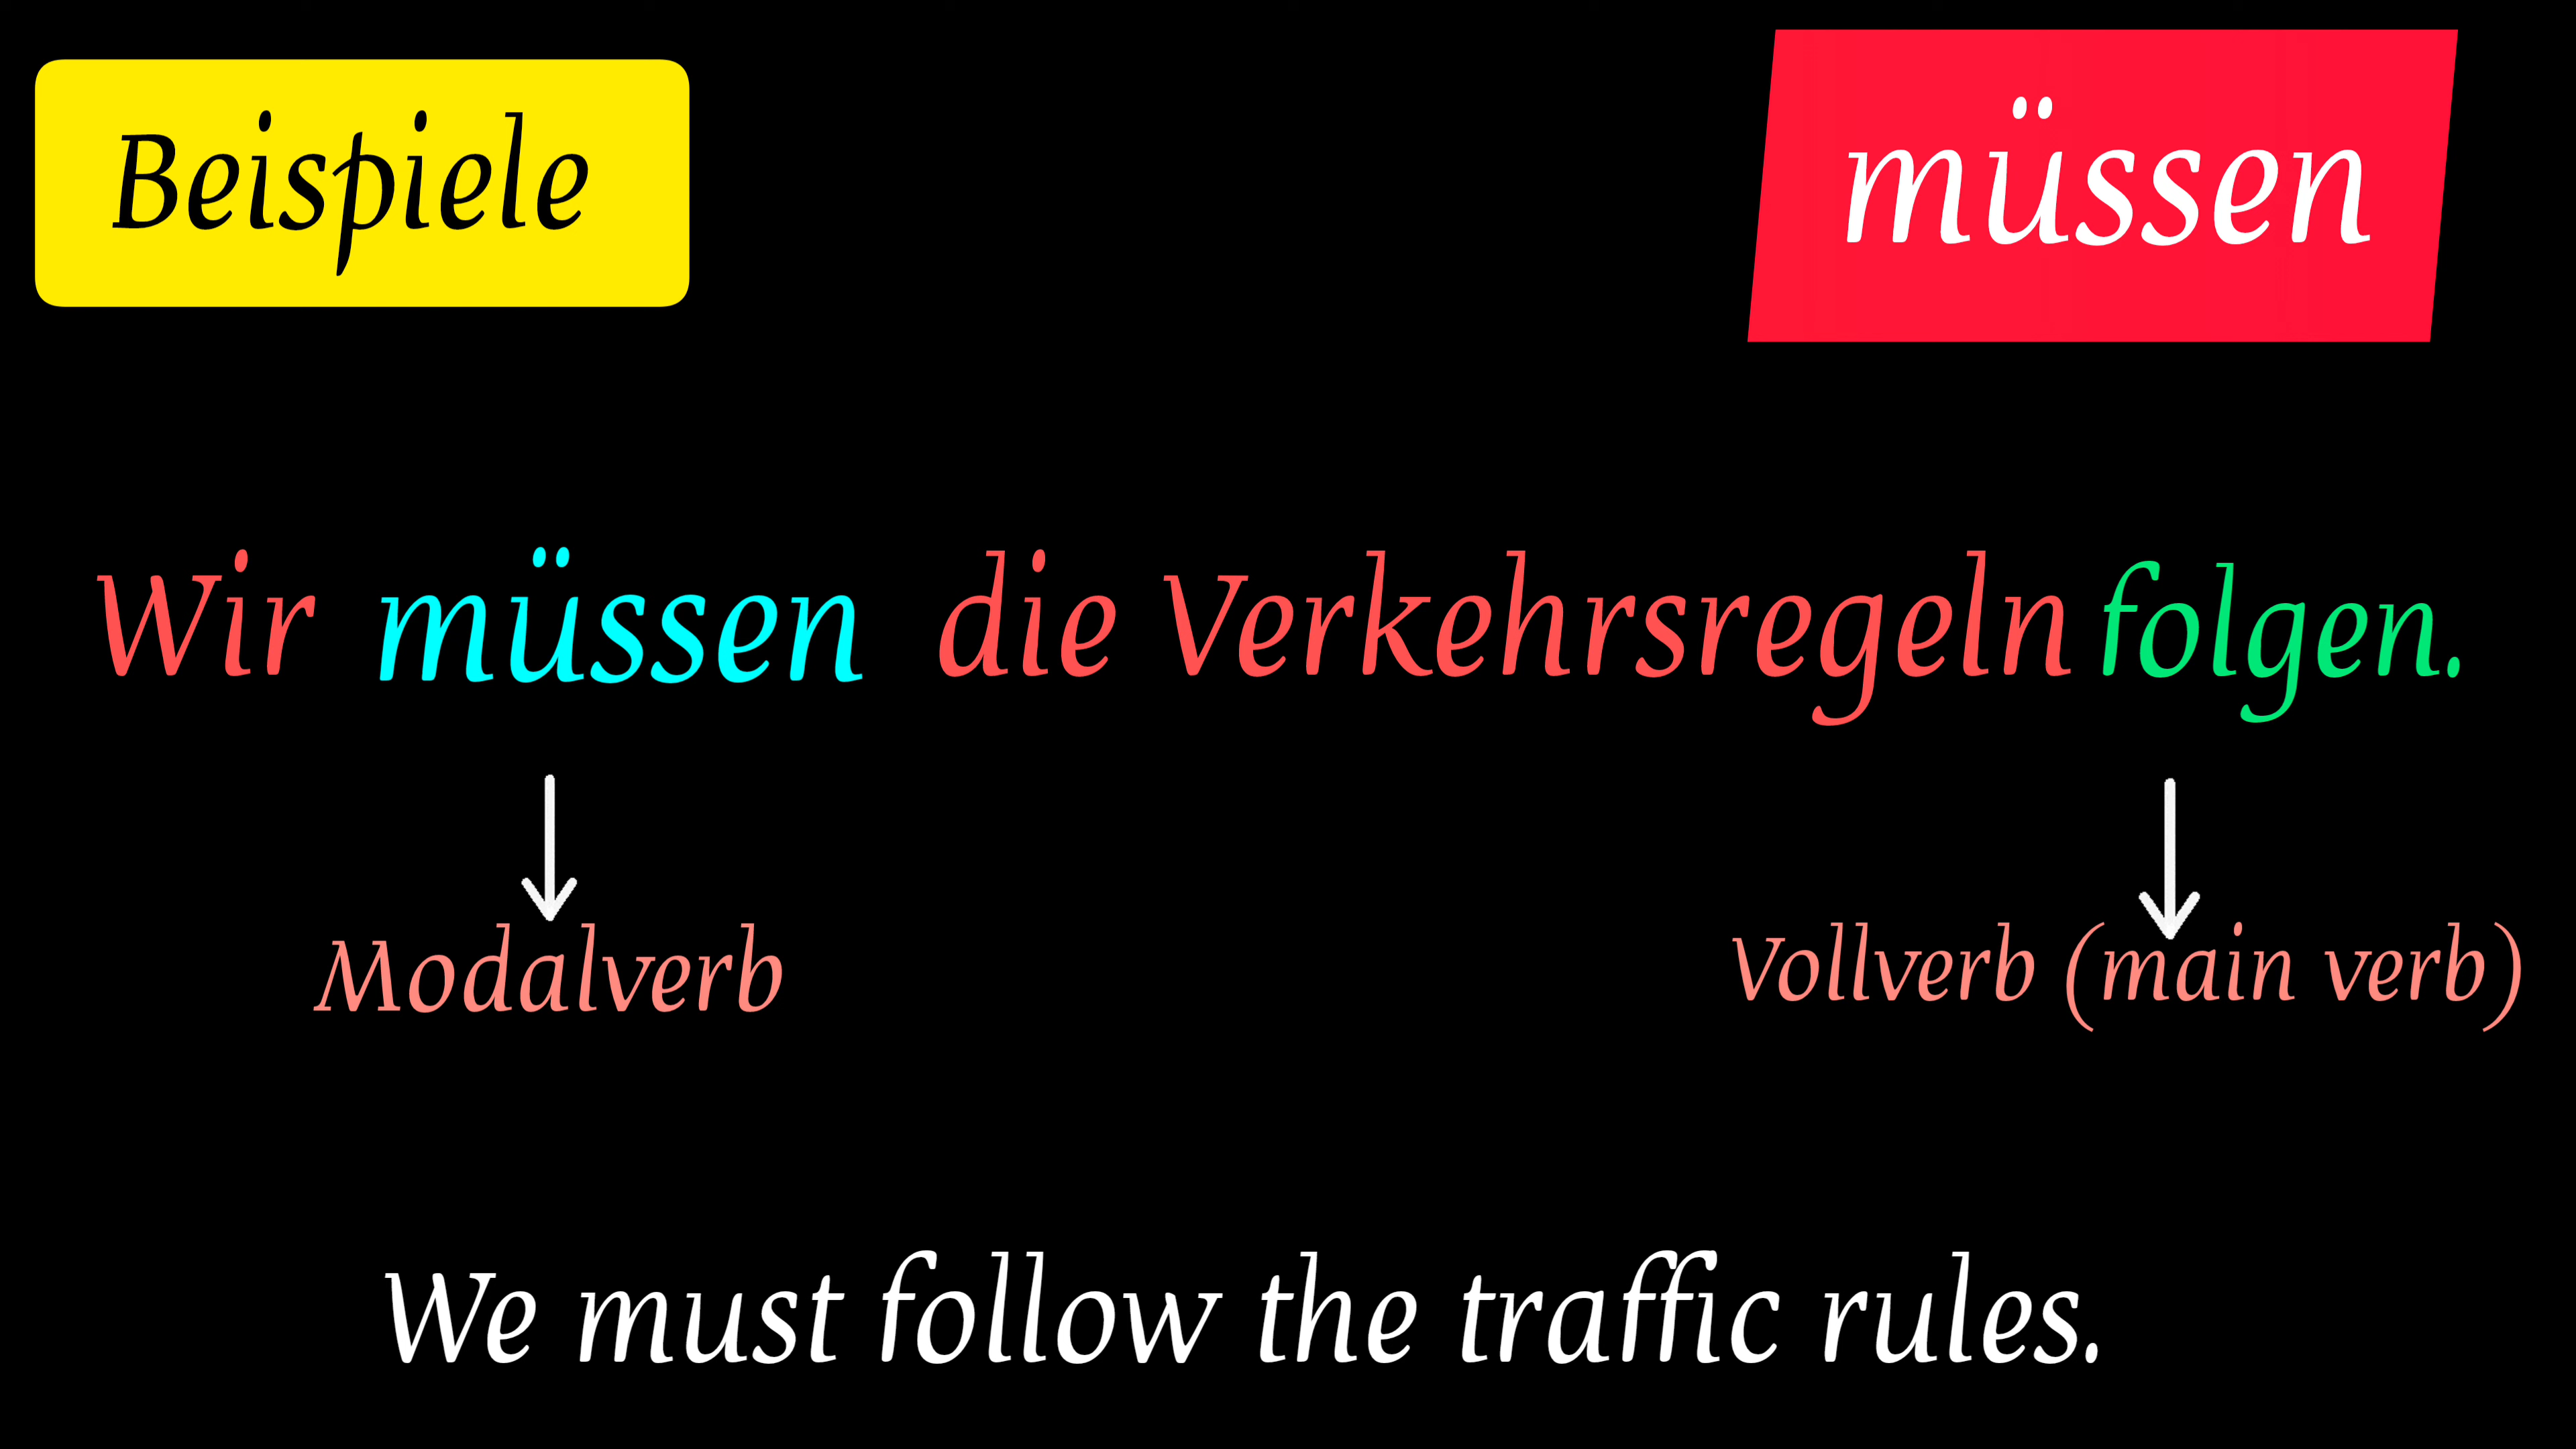 Beispiele
müssen
Wir müssen die Verkehrsregeln folgen.
Modalverb
Vollverb (main verb)
We must follow the traffic rules.